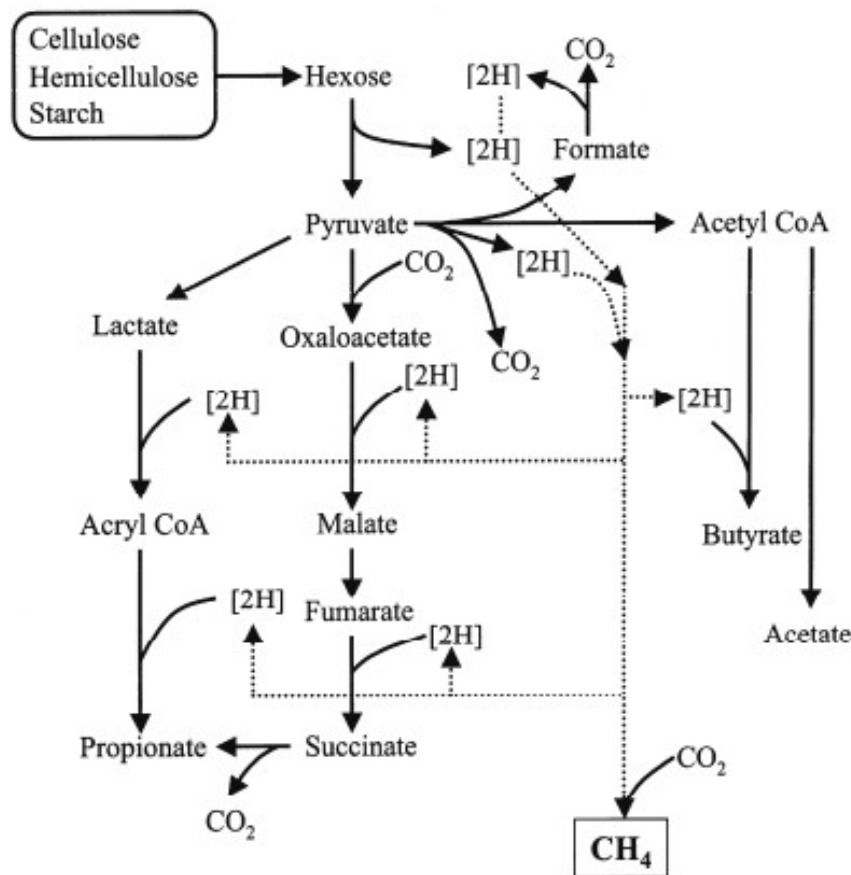 Cellulose
Hemicellulose
Starch
Hexose
[2H]
CO₂
[2H]
Formate
Pyruvate
Acetyl CoA
CO₂
[2H]
Lactate
Oxaloacetate
CO₂
[2H]
[2H]
[2H]
Acryl CoA
Malate
Butyrate
[2H]
Fumarate
[2H]
Acetate
Propionate
Succinate
CO₂
CO₂
CH₄